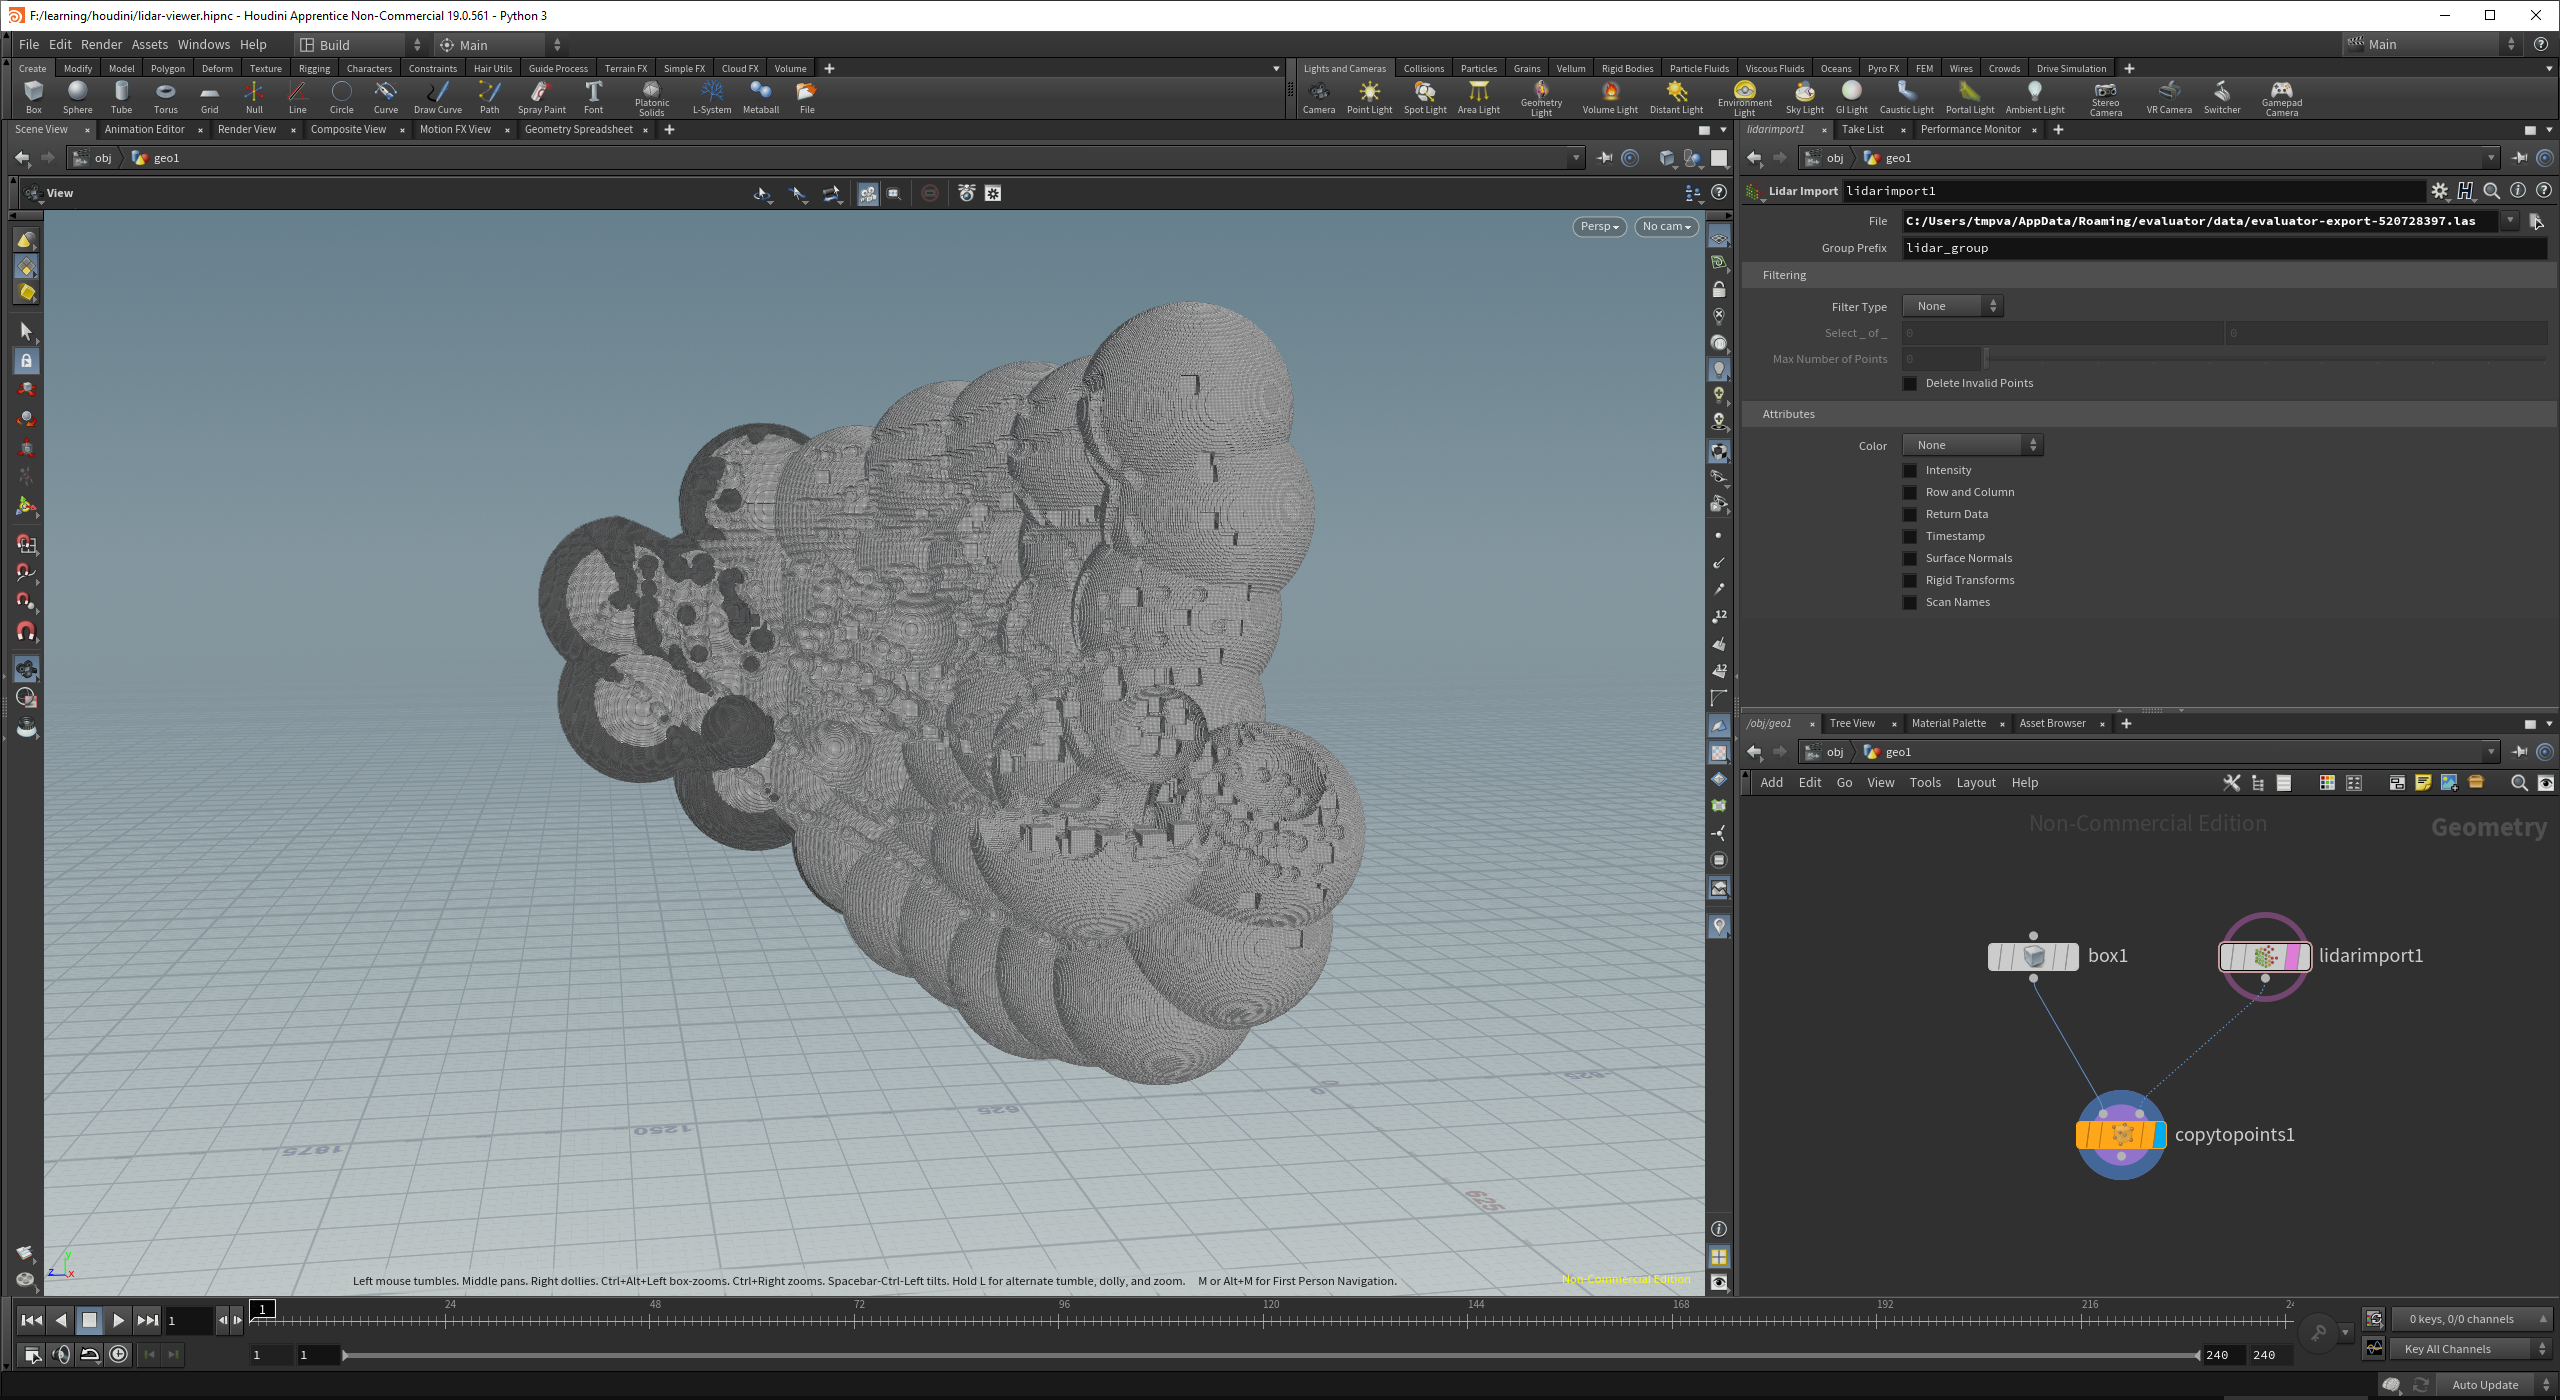 F:/learning/houdini/lidar-viewer.hipnc - Houdini Apprentice Non-Commercial 19.0.561 - Python 3
File Edit Render Assets Windows Help Build Main Main
Create Modify Model Polygon Deform Texture Rigging Characters Constraints Hair Utils Guide Process Terrain FX Simple FX Cloud FX Volume
Lights and Cameras Collisions Particles Grains Vellum Rigid Bodies Particle Fluids Viscous Fluids Oceans Pyro FX FEM Wires Crowds Drive Simulation
Box Sphere Tube Torus Grid Null Line Circle Curve Draw Curve Path Spray Paint Font Platonic Solids L-System Metaball File
Camera Point Light Spot Light Area Light Geometry Light Volume Light Distant Light Environment Light Sky Light GI Light Caustic Light Portal Light Ambient Light Stereo Camera VR Camera Switcher Gamepad Camera
Scene View Animation Editor Render View Composite View Motion FX View Geometry Spreadsheet
obj geo1
View
Persp No cam
Left mouse tumbles. Middle pans. Right dollies. Ctrl+Alt+Left box-zooms. Ctrl+Right zooms. Spacebar-Ctrl-Left tilts. Hold L for alternate tumble, dolly, and zoom. M or Alt+M for First Person Navigation.
Non-Commercial Edition
1875 1250 625 0 625
625
y
z x
lidarimport1 Take List Performance Monitor
obj geo1
Lidar Import lidarimport1
File C:/Users/tmpva/AppData/Roaming/evaluator/data/evaluator-export-520728397.las
Group Prefix lidar_group
Filtering
Filter Type None
Select _ of _ 0 0
Max Number of Points 0
Delete Invalid Points
Attributes
Color None
Intensity
Row and Column
Return Data
Timestamp
Surface Normals
Rigid Transforms
Scan Names
12
12
/obj/geo1 Tree View Material Palette Asset Browser
obj geo1
Add Edit Go View Tools Layout Help
Non-Commercial Edition Geometry
box1 lidarimport1
copytopoints1
1 1 24 48 72 96 120 144 168 192 216 24
1 1 240 240
0 keys, 0/0 channels
Key All Channels
Auto Update